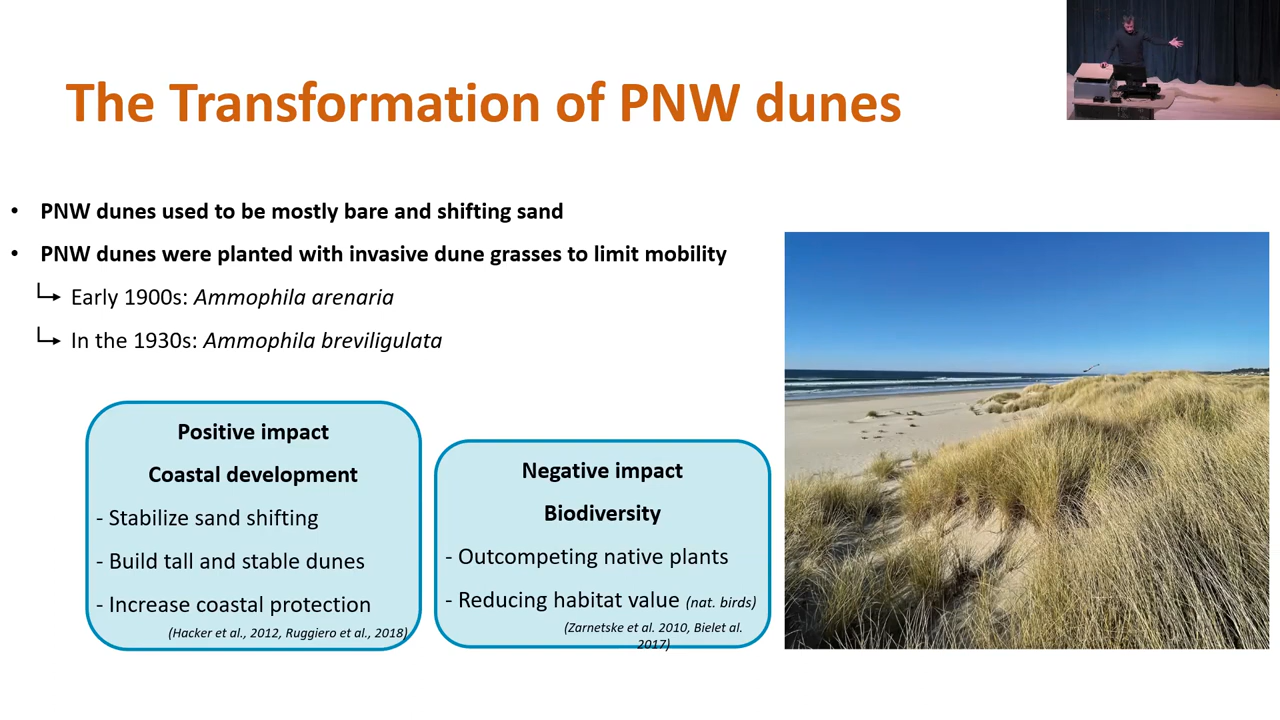 The Transformation of PNW dunes
• PNW dunes used to be mostly bare and shifting sand
• PNW dunes were planted with invasive dune grasses to limit mobility
Early 1900s: Ammophila arenaria
In the 1930s: Ammophila breviligulata
Positive impact
Coastal development
- Stabilize sand shifting
- Build tall and stable dunes
- Increase coastal protection
(Hacker et al., 2012, Ruggiero et al., 2018)
Negative impact
Biodiversity
- Outcompeting native plants
- Reducing habitat value (nat. birds)
(Zarnetske et al. 2010, Bielet al.
2017)